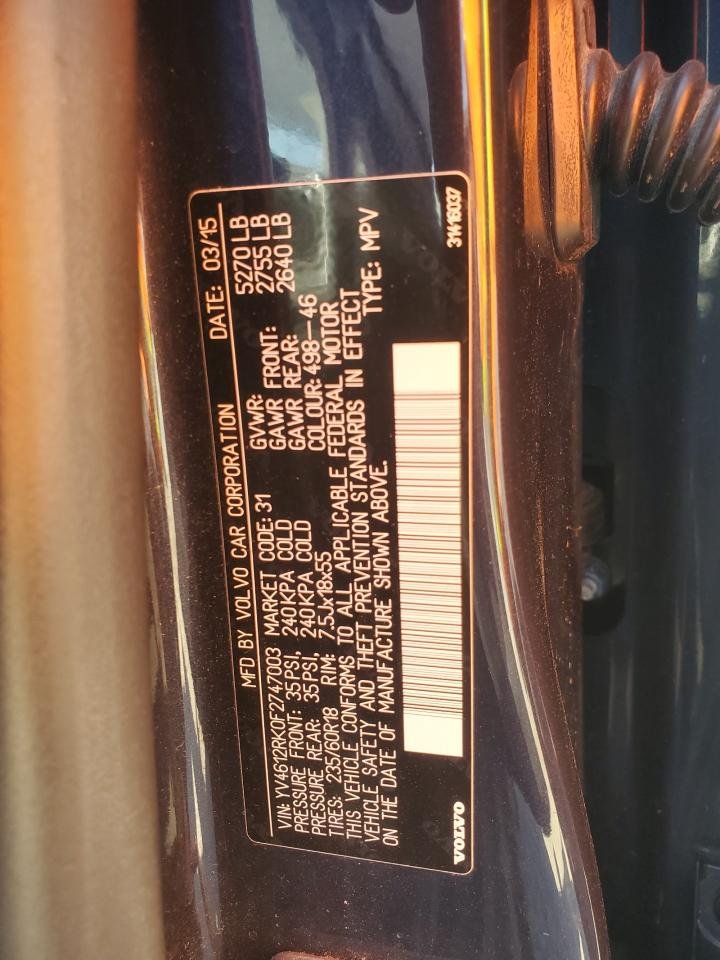 MFD BY VOLVO CAR CORPORATION DATE: 03/15
VIN: YV4612RK0F2747003 MARKET CODE: 31 GVWR: 5270 LB
PRESSURE FRONT: 35PSI, 240KPA COLD GAWR FRONT: 2755 LB
PRESSURE REAR: 35PSI, 240KPA COLD GAWR REAR: 2640 LB
TIRES: 235/60R18 RIM: 7.5Jx18x55 COLOUR: 498-46
THIS VEHICLE CONFORMS TO ALL APPLICABLE FEDERAL MOTOR
VEHICLE SAFETY AND THEFT PREVENTION STANDARDS IN EFFECT
ON THE DATE OF MANUFACTURE SHOWN ABOVE. TYPE: MPV
VOLVO 31416037